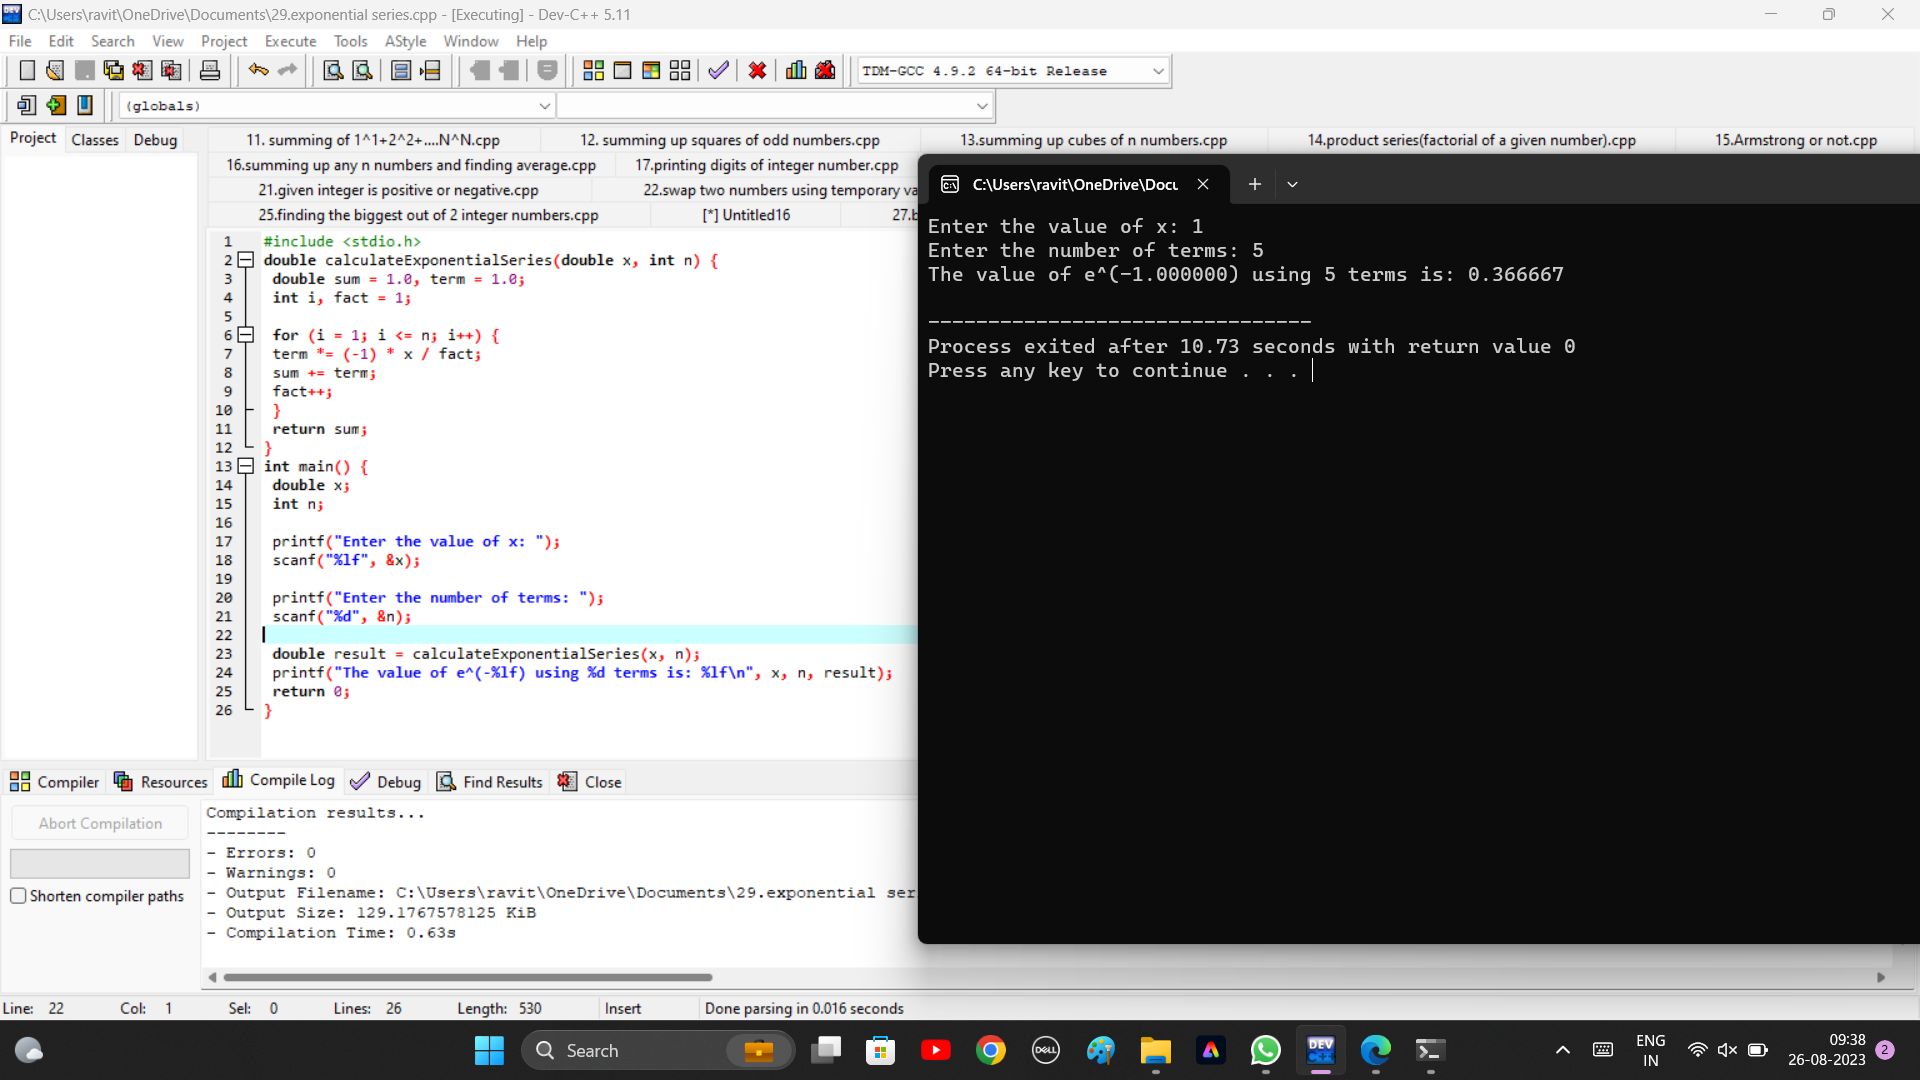 C:\Users\ravit\OneDrive\Documents\29.exponential series.cpp - [Executing] - Dev-C++ 5.11
File Edit Search View Project Execute Tools AStyle Window Help
TDM-GCC 4.9.2 64-bit Release
(globals)
Project Classes Debug
11. summing of 1^1+2^2+....N^N.cpp 12. summing up squares of odd numbers.cpp 13.summing up cubes of n numbers.cpp 14.product series(factorial of a given number).cpp 15.Armstrong or not.cpp
16.summing up any n numbers and finding average.cpp 17.printing digits of integer number.cpp
21.given integer is positive or negative.cpp 22.swap two numbers using temporary va
25.finding the biggest out of 2 integer numbers.cpp [*] Untitled16 27.b
1 #include <stdio.h>
2 double calculateExponentialSeries(double x, int n) {
3 double sum = 1.0, term = 1.0;
4 int i, fact = 1;
5
6 for (i = 1; i <= n; i++) {
7 term *= (-1) * x / fact;
8 sum += term;
9 fact++;
10 }
11 return sum;
12 }
13 int main() {
14 double x;
15 int n;
16
17 printf("Enter the value of x: ");
18 scanf("%lf", &x);
19
20 printf("Enter the number of terms: ");
21 scanf("%d", &n);
22
23 double result = calculateExponentialSeries(x, n);
24 printf("The value of e^(-%lf) using %d terms is: %lf\n", x, n, result);
25 return 0;
26 }
C:\Users\ravit\OneDrive\Docu
Enter the value of x: 1
Enter the number of terms: 5
The value of e^(-1.000000) using 5 terms is: 0.366667
--------------------------------
Process exited after 10.73 seconds with return value 0
Press any key to continue . . .
Compiler Resources Compile Log Debug Find Results Close
Abort Compilation
Shorten compiler paths
Compilation results...
--------
- Errors: 0
- Warnings: 0
- Output Filename: C:\Users\ravit\OneDrive\Documents\29.exponential ser
- Output Size: 129.1767578125 KiB
- Compilation Time: 0.63s
Line: 22 Col: 1 Sel: 0 Lines: 26 Length: 530 Insert Done parsing in 0.016 seconds
Search
DELL
DEV
C++
ENG
IN
09:38
26-08-2023
2